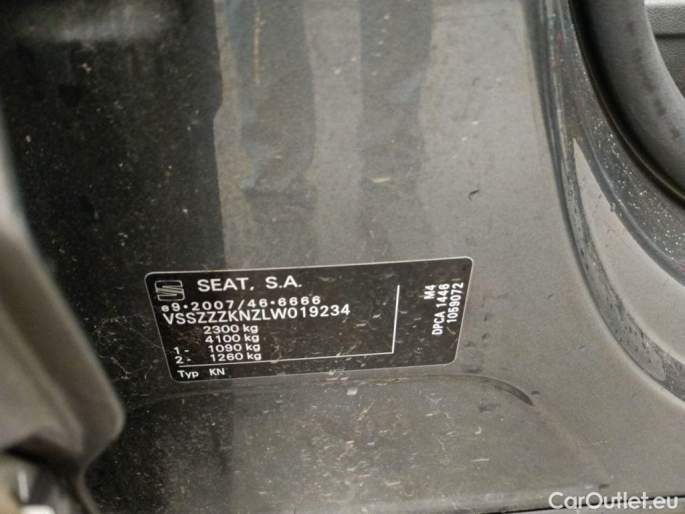 SEAT, S.A.
e9*2007/46*6666
VSSZZZKNZLW019234
2300 kg
4100 kg
1- 1090 kg
2- 1260 kg
Typ KN
M4
DPCA 1446
1059072
CarOutlet.eu